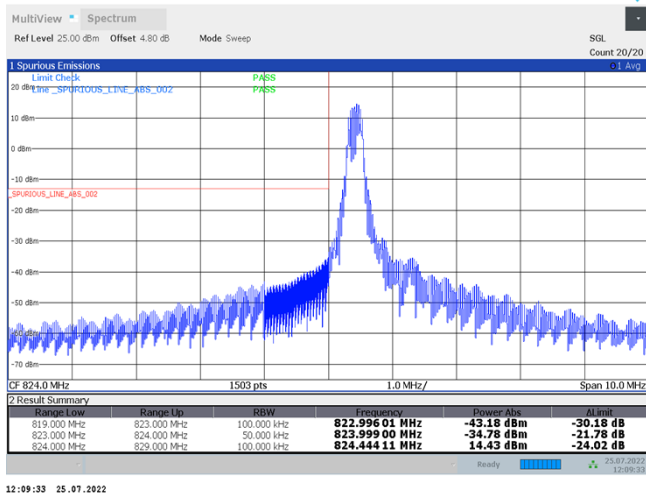 MultiView Spectrum
Ref Level 25.00 dBm Offset 4.80 dB Mode Sweep SGL
Count 20/20
1 Spurious Emissions 1 Avg
Limit Check PASS
20 dBm Line _SPURIOUS_LINE_ABS_002 PASS
10 dBm
0 dBm
-10 dBm
_SPURIOUS_LINE_ABS_002
-20 dBm
-30 dBm
-40 dBm
-50 dBm
-60 dBm
-70 dBm
CF 824.0 MHz 1503 pts 1.0 MHz/ Span 10.0 MHz
2 Result Summary
Range Low Range Up RBW Frequency Power Abs ΔLimit
819.000 MHz 823.000 MHz 100.000 kHz 822.996 01 MHz -43.18 dBm -30.18 dB
823.000 MHz 824.000 MHz 50.000 kHz 823.999 00 MHz -34.78 dBm -21.78 dB
824.000 MHz 829.000 MHz 100.000 kHz 824.444 11 MHz 14.43 dBm -24.02 dB
Ready 25.07.2022
12:09:33
12:09:33 25.07.2022